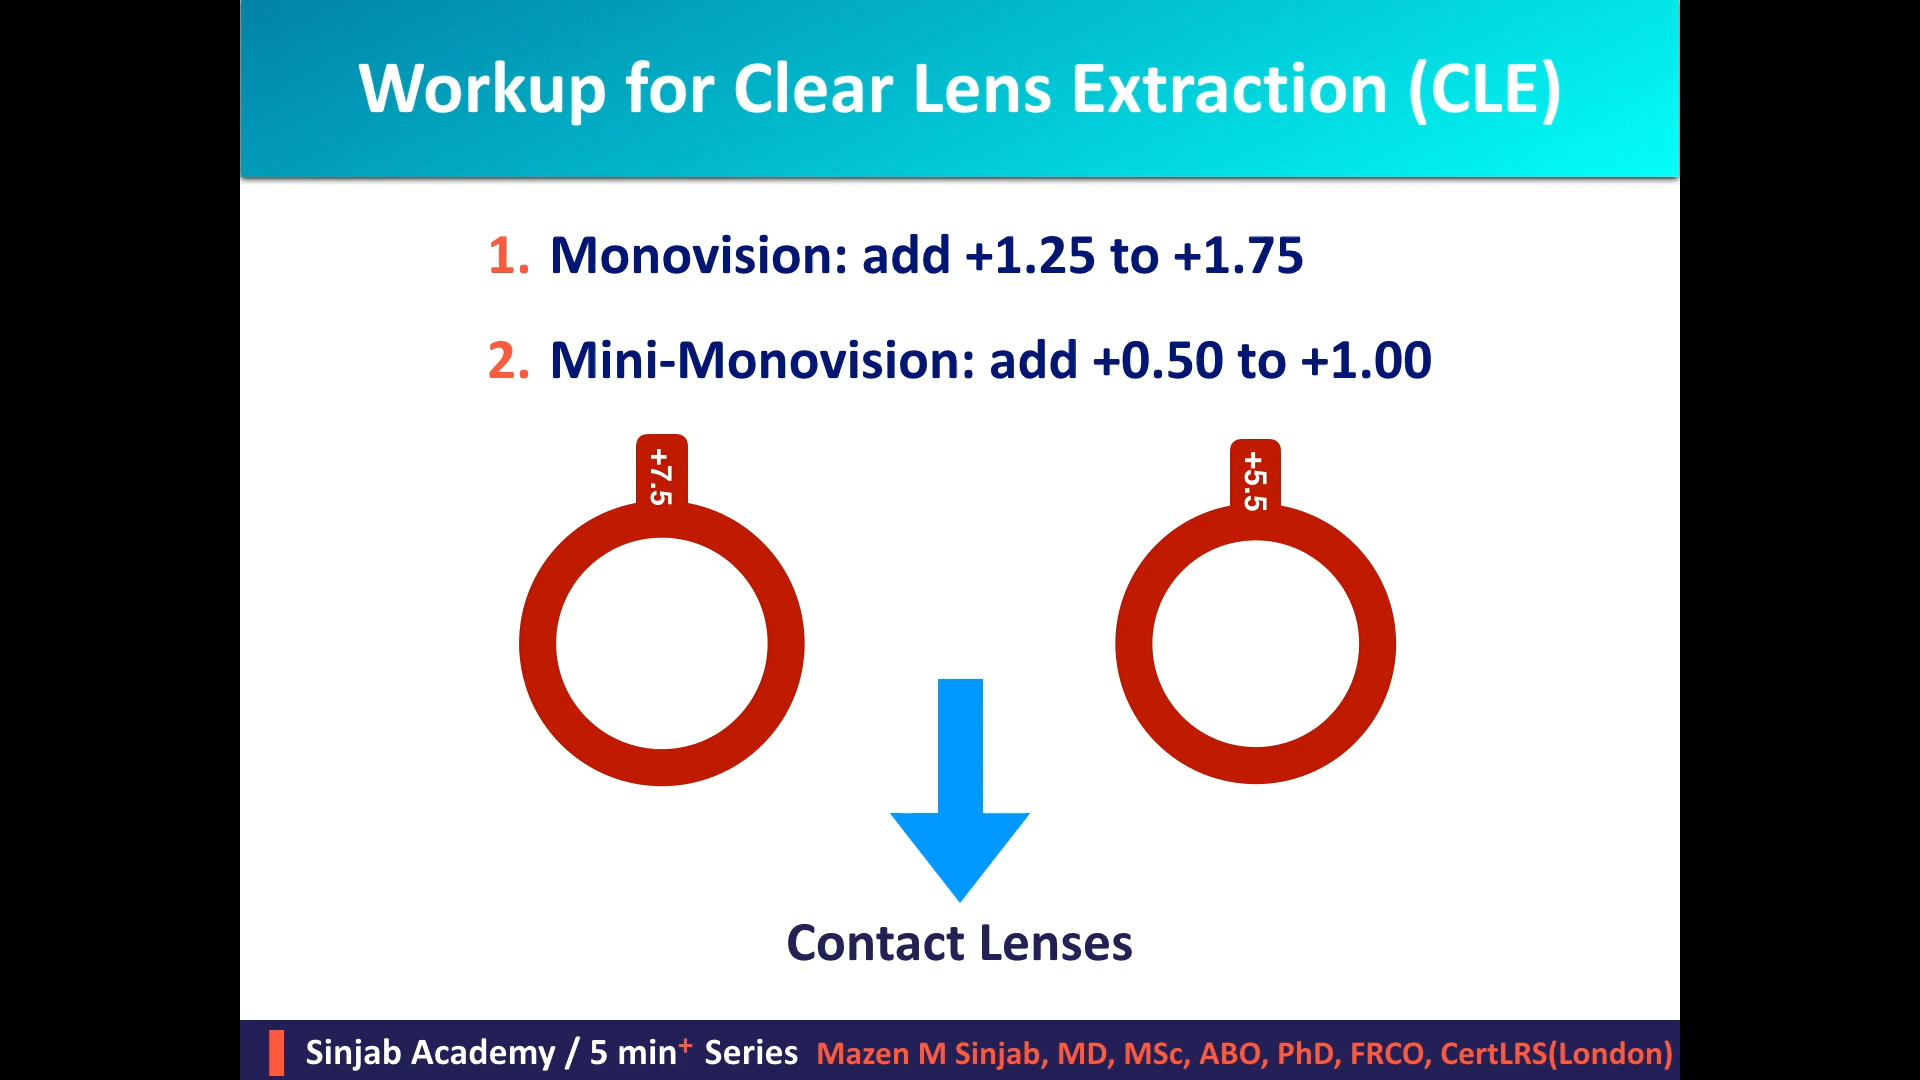 Workup for Clear Lens Extraction (CLE)
1. Monovision: add +1.25 to +1.75
2. Mini-Monovision: add +0.50 to +1.00
+7.5
+5.5
Contact Lenses
Sinjab Academy / 5 min+ Series Mazen M Sinjab, MD, MSc, ABO, PhD, FRCO, CertLRS(London)